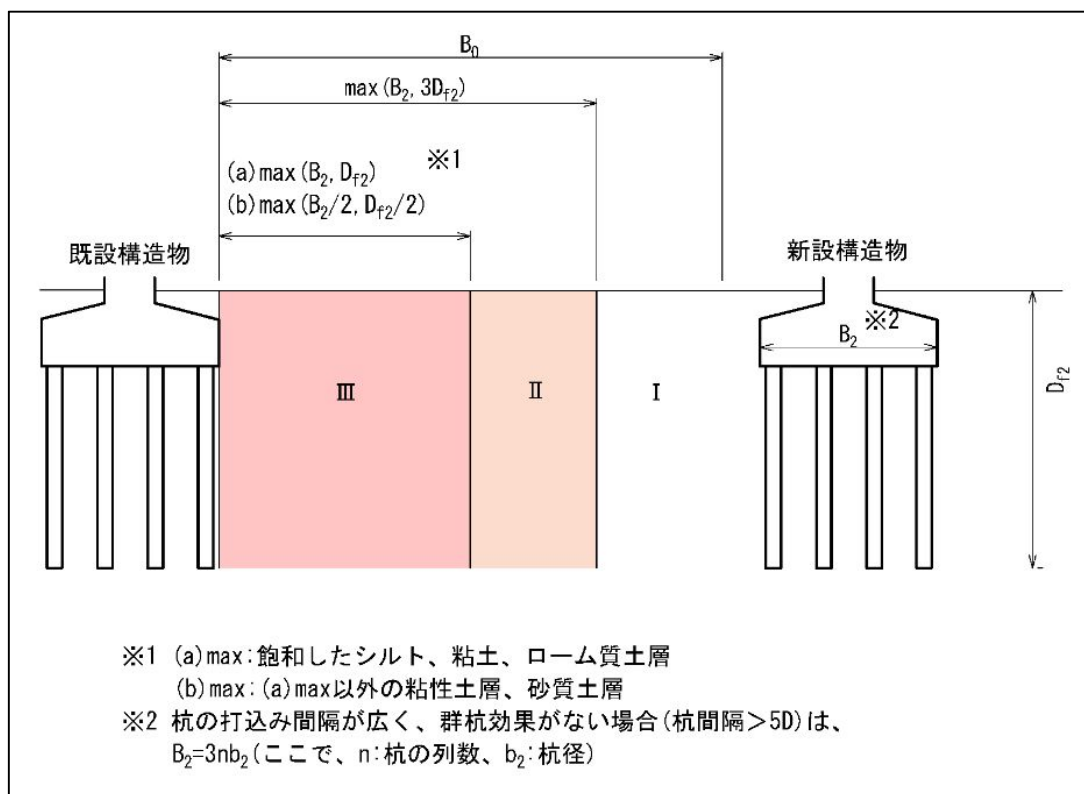 B₀
max(B₂, 3D_f2)
(a)max(B₂, D_f2) ※1
(b)max(B₂/2, D_f2/2)
既設構造物
新設構造物
B₂ ※2
Ⅲ
Ⅱ
Ⅰ
D_f2
※1 (a)max:飽和したシルト、粘土、ローム質土層
(b)max:(a)max以外の粘性土層、砂質土層
※2 杭の打込み間隔が広く、群杭効果がない場合(杭間隔>5D)は、
B₂=3nb₂(ここで、n:杭の列数、b₂:杭径)